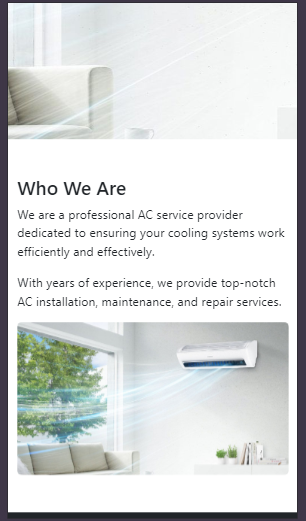 Who We Are
We are a professional AC service provider
dedicated to ensuring your cooling systems work
efficiently and effectively.
With years of experience, we provide top-notch
AC installation, maintenance, and repair services.